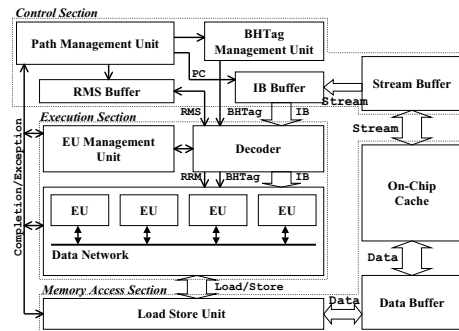 Control Section
Path Management Unit
BHTag
Management Unit
PC
RMS Buffer
IB Buffer
Stream Buffer
Stream
RMS
BHTag
IB
Execution Section
Stream
EU Management
Unit
Decoder
RRM
BHTag
IB
On-Chip
Cache
EU
EU
EU
EU
Data Network
Completion/Exception
Data
Load/Store
Memory Access Section
Data
Load Store Unit
Data Buffer